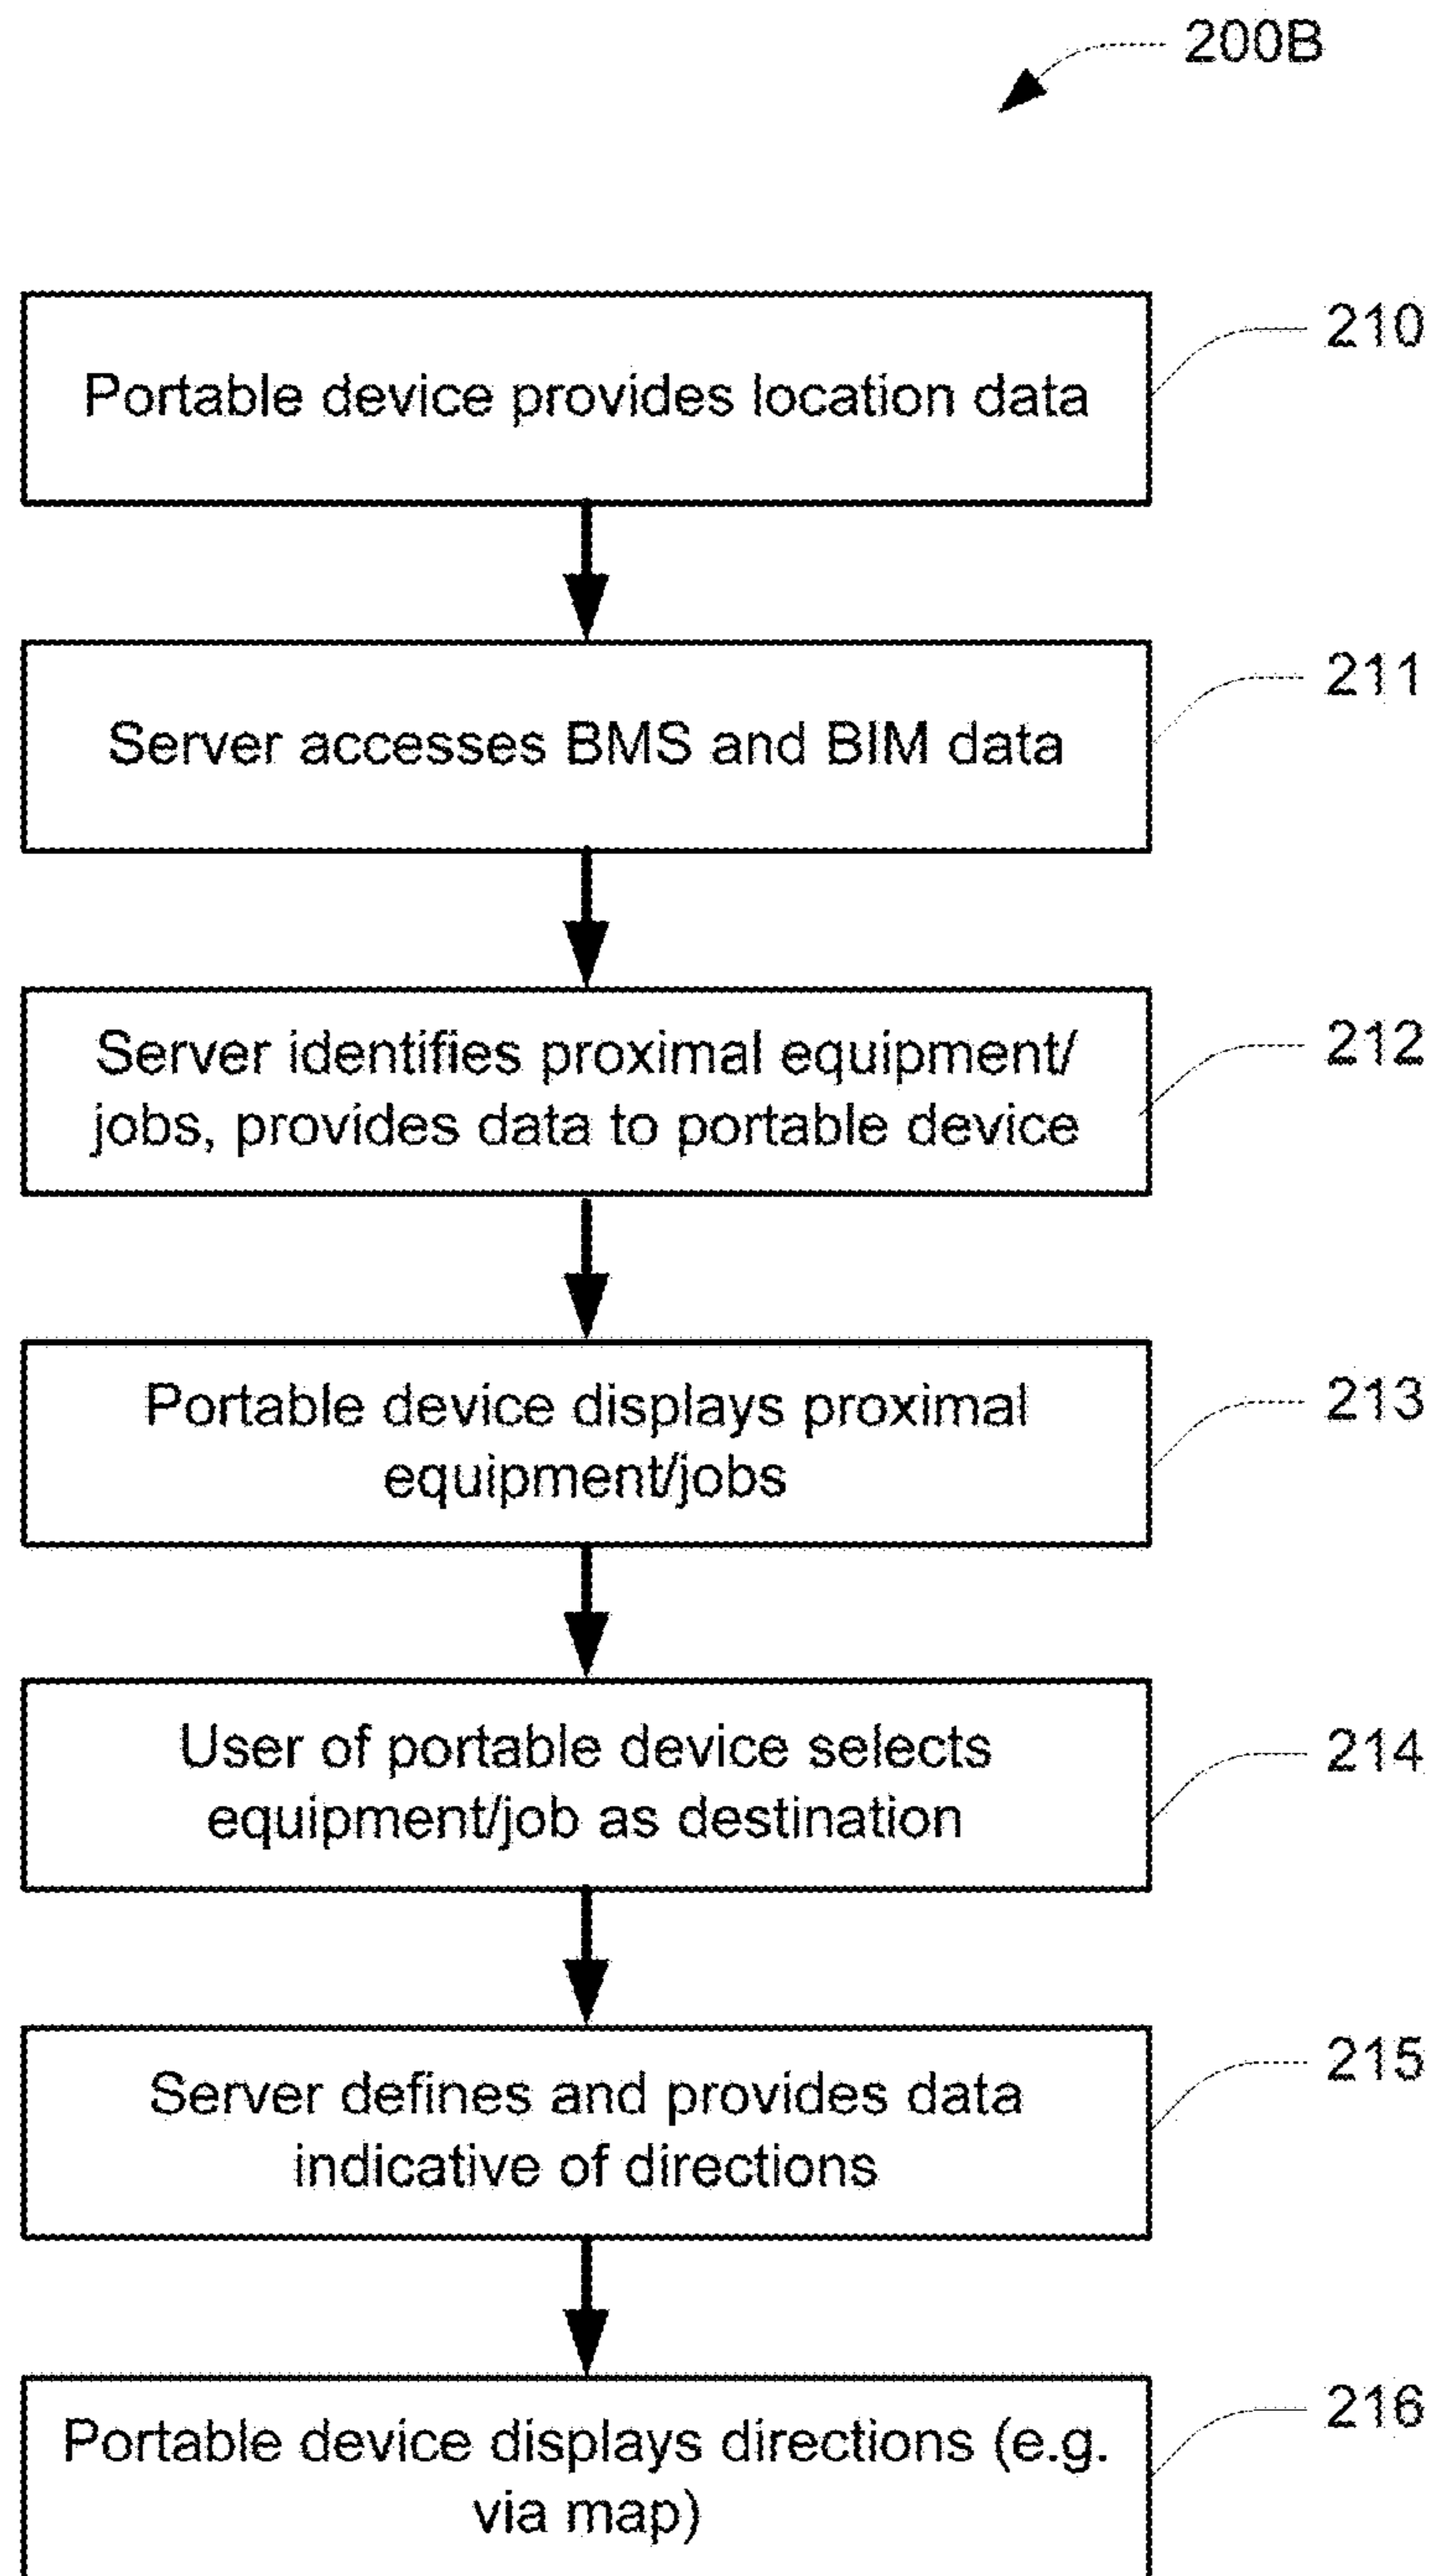 200B
Portable device provides location data
210
Server accesses BMS and BIM data
211
Server identifies proximal equipment/
jobs, provides data to portable device
212
Portable device displays proximal
equipment/jobs
213
User of portable device selects
equipment/job as destination
214
Server defines and provides data
indicative of directions
215
Portable device displays directions (e.g.
via map)
216